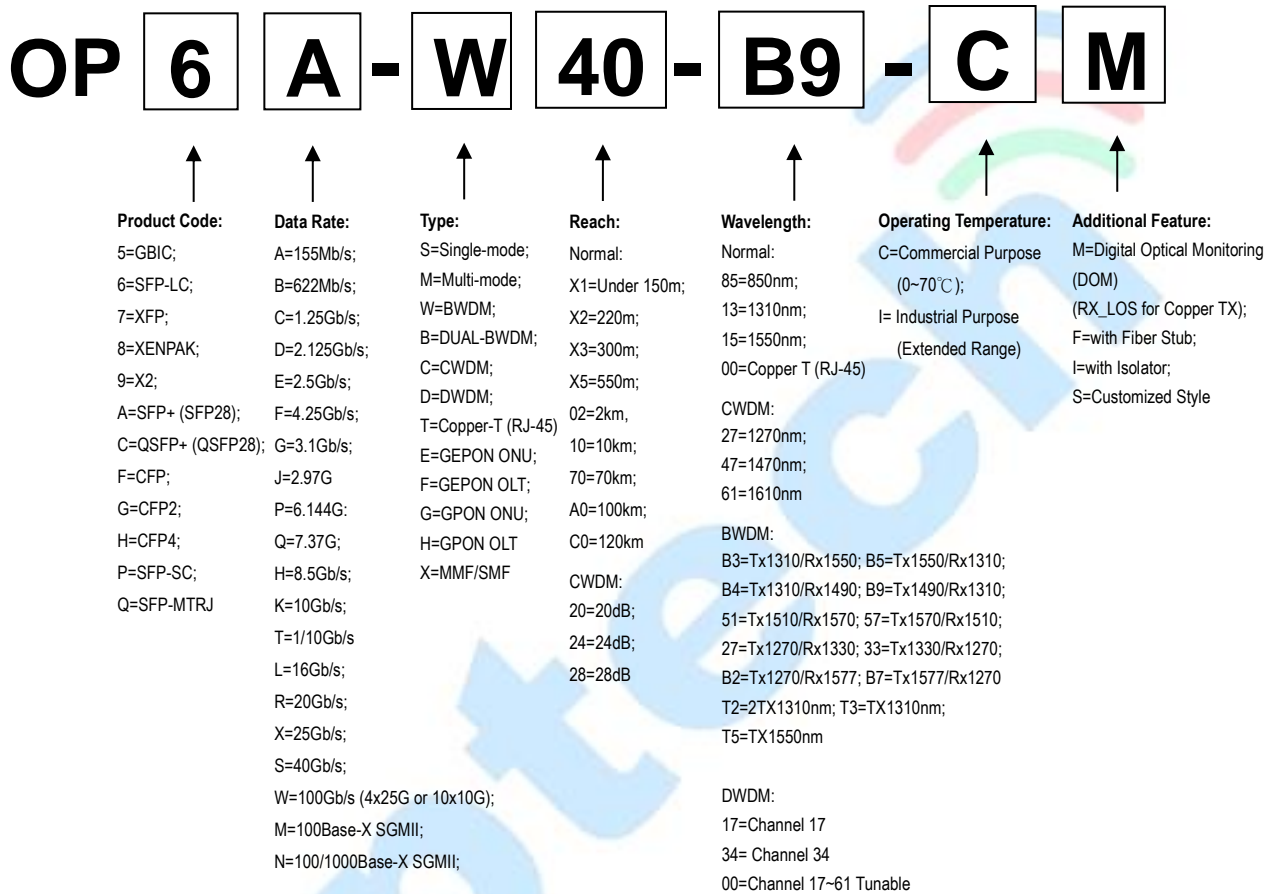 OP 6 A - W 40 - B9 - C M
Product Code:
5=GBIC;
6=SFP-LC;
7=XFP;
8=XENPAK;
9=X2;
A=SFP+ (SFP28);
C=QSFP+ (QSFP28);
F=CFP;
G=CFP2;
H=CFP4;
P=SFP-SC;
Q=SFP-MTRJ
Data Rate:
A=155Mb/s;
B=622Mb/s;
C=1.25Gb/s;
D=2.125Gb/s;
E=2.5Gb/s;
F=4.25Gb/s;
G=3.1Gb/s;
J=2.97G
P=6.144G:
Q=7.37G;
H=8.5Gb/s;
K=10Gb/s;
T=1/10Gb/s
L=16Gb/s;
R=20Gb/s;
X=25Gb/s;
S=40Gb/s;
W=100Gb/s (4x25G or 10x10G);
M=100Base-X SGMII;
N=100/1000Base-X SGMII;
Type:
S=Single-mode;
M=Multi-mode;
W=BWDM;
B=DUAL-BWDM;
C=CWDM;
D=DWDM;
T=Copper-T (RJ-45)
E=GEPON ONU;
F=GEPON OLT;
G=GPON ONU;
H=GPON OLT
X=MMF/SMF
Reach:
Normal:
X1=Under 150m;
X2=220m;
X3=300m;
X5=550m;
02=2km,
10=10km;
70=70km;
A0=100km;
C0=120km
CWDM:
20=20dB;
24=24dB;
28=28dB
Wavelength:
Normal:
85=850nm;
13=1310nm;
15=1550nm;
00=Copper T (RJ-45)
CWDM:
27=1270nm;
47=1470nm;
61=1610nm
BWDM:
B3=Tx1310/Rx1550; B5=Tx1550/Rx1310;
B4=Tx1310/Rx1490; B9=Tx1490/Rx1310;
51=Tx1510/Rx1570; 57=Tx1570/Rx1510;
27=Tx1270/Rx1330; 33=Tx1330/Rx1270;
B2=Tx1270/Rx1577; B7=Tx1577/Rx1270
T2=2TX1310nm; T3=TX1310nm;
T5=TX1550nm
DWDM:
17=Channel 17
34= Channel 34
00=Channel 17~61 Tunable
Operating Temperature:
C=Commercial Purpose
(0~70℃);
I= Industrial Purpose
(Extended Range)
Additional Feature:
M=Digital Optical Monitoring
(DOM)
(RX_LOS for Copper TX);
F=with Fiber Stub;
I=with Isolator;
S=Customized Style